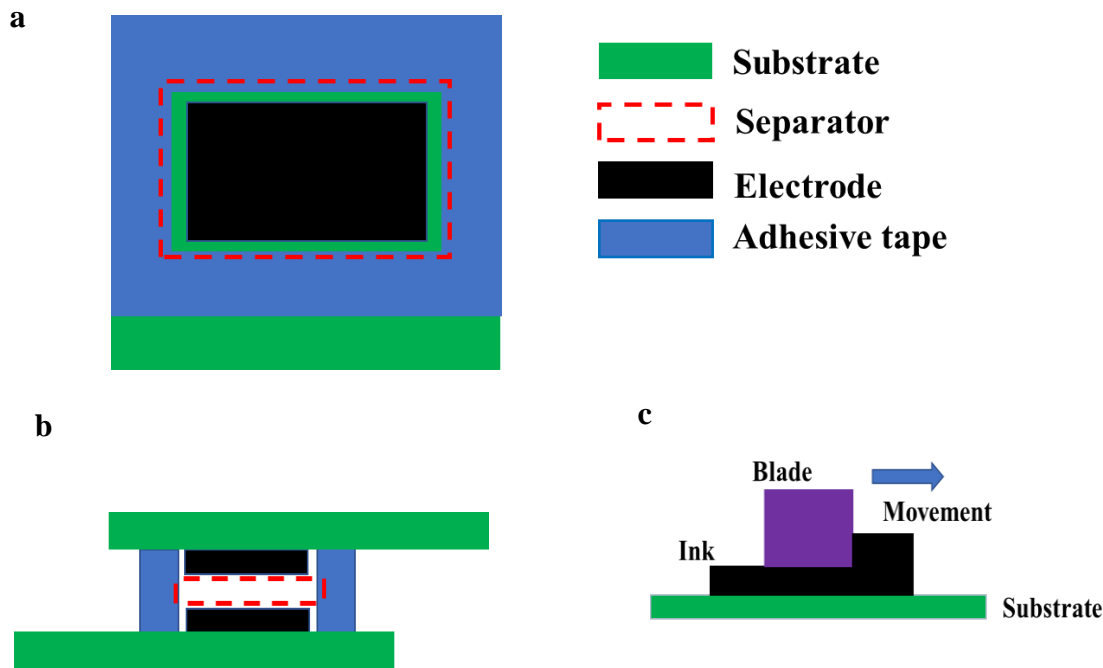 a
Substrate
Separator
Electrode
Adhesive tape
b
c
Blade
Movement
Ink
Substrate